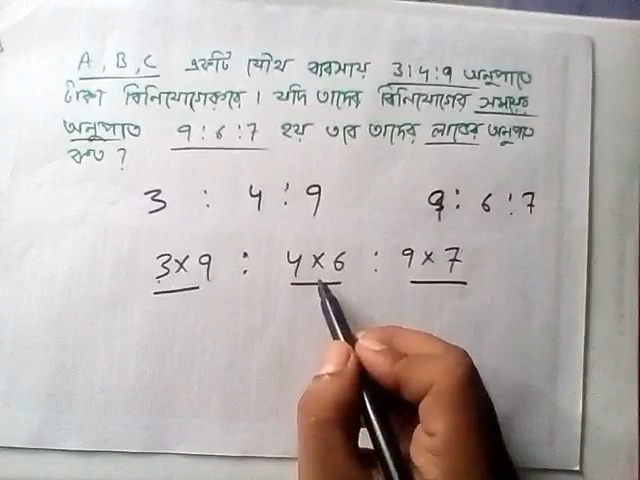 A, B, C একটি যৌথ ব্যবসায় 3:4:9 অনুপাতে
টাকা বিনিয়োগ করে। যদি তাদের বিনিয়োগের সময়ের
অনুপাত 9:6:7 হয় তবে তাদের লাভের অনুপাত
কত?
3 : 4 : 9 9 : 6 : 7
3×9 : 4×6 : 9×7